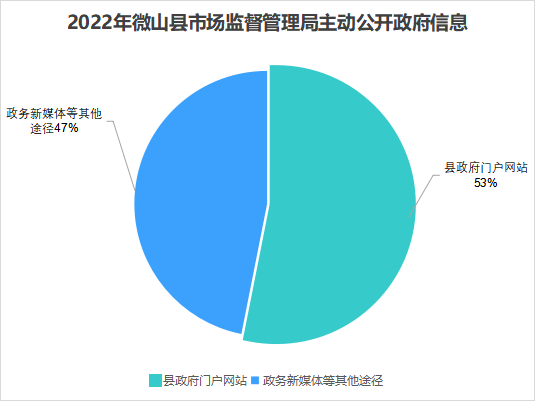 2022年微山县市场监督管理局主动公开政府信息
政务新媒体等其他
途径47%
县政府门户网站
53%
县政府门户网站 政务新媒体等其他途径